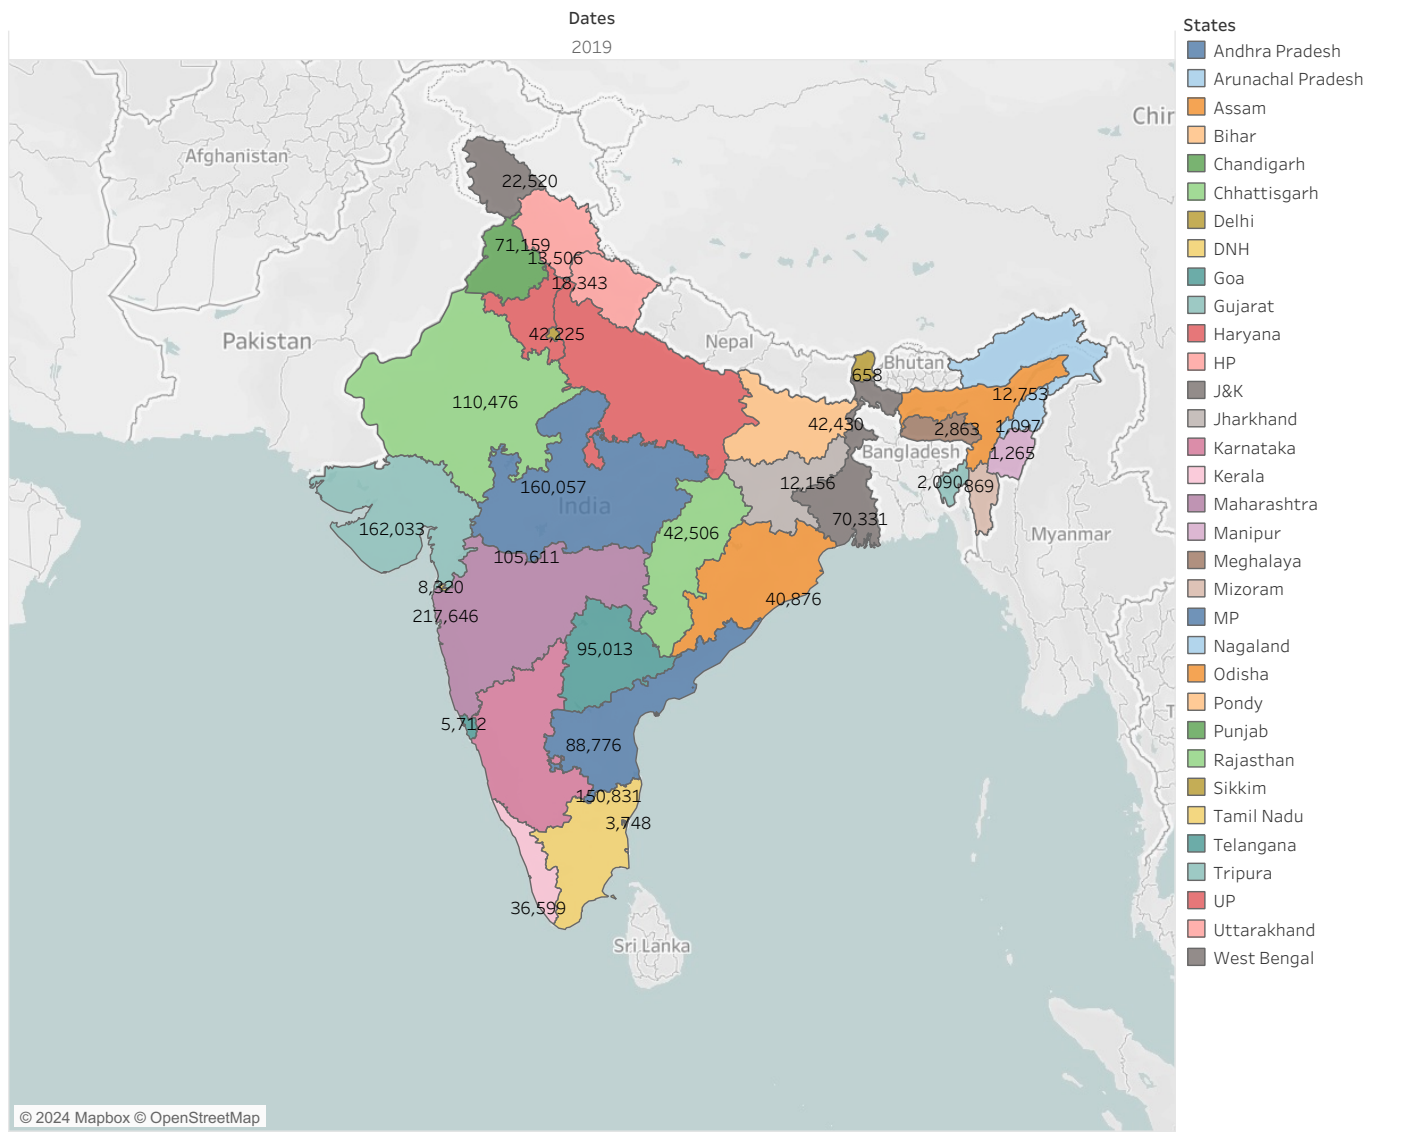 Dates
2019
States
Andhra Pradesh
Arunachal Pradesh
Assam
Bihar
Chandigarh
Chhattisgarh
Delhi
DNH
Goa
Gujarat
Haryana
HP
J&K
Jharkhand
Karnataka
Kerala
Maharashtra
Manipur
Meghalaya
Mizoram
MP
Nagaland
Odisha
Pondy
Punjab
Rajasthan
Sikkim
Tamil Nadu
Telangana
Tripura
UP
Uttarakhand
West Bengal
Chin
Afghanistan
22,520
71,159
13,506
18,343
42,225
Pakistan
Nepal
Bhutan
658
110,476
12,753
42,430
2,863
1,097
Bangladesh
1,265
160,057
12,156
2,090
869
India
162,033
42,506
70,331
Myanmar
105,611
8,320
40,876
217,646
95,013
T
5,712
88,776
150,831
3,748
36,599
Sri Lanka
© 2024 Mapbox © OpenStreetMap